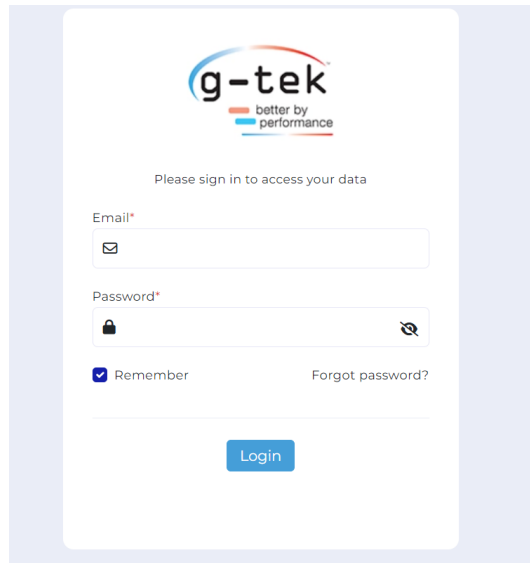 g-tek
better by
performance
Please sign in to access your data
Email*
Password*
Remember
Forgot password?
Login